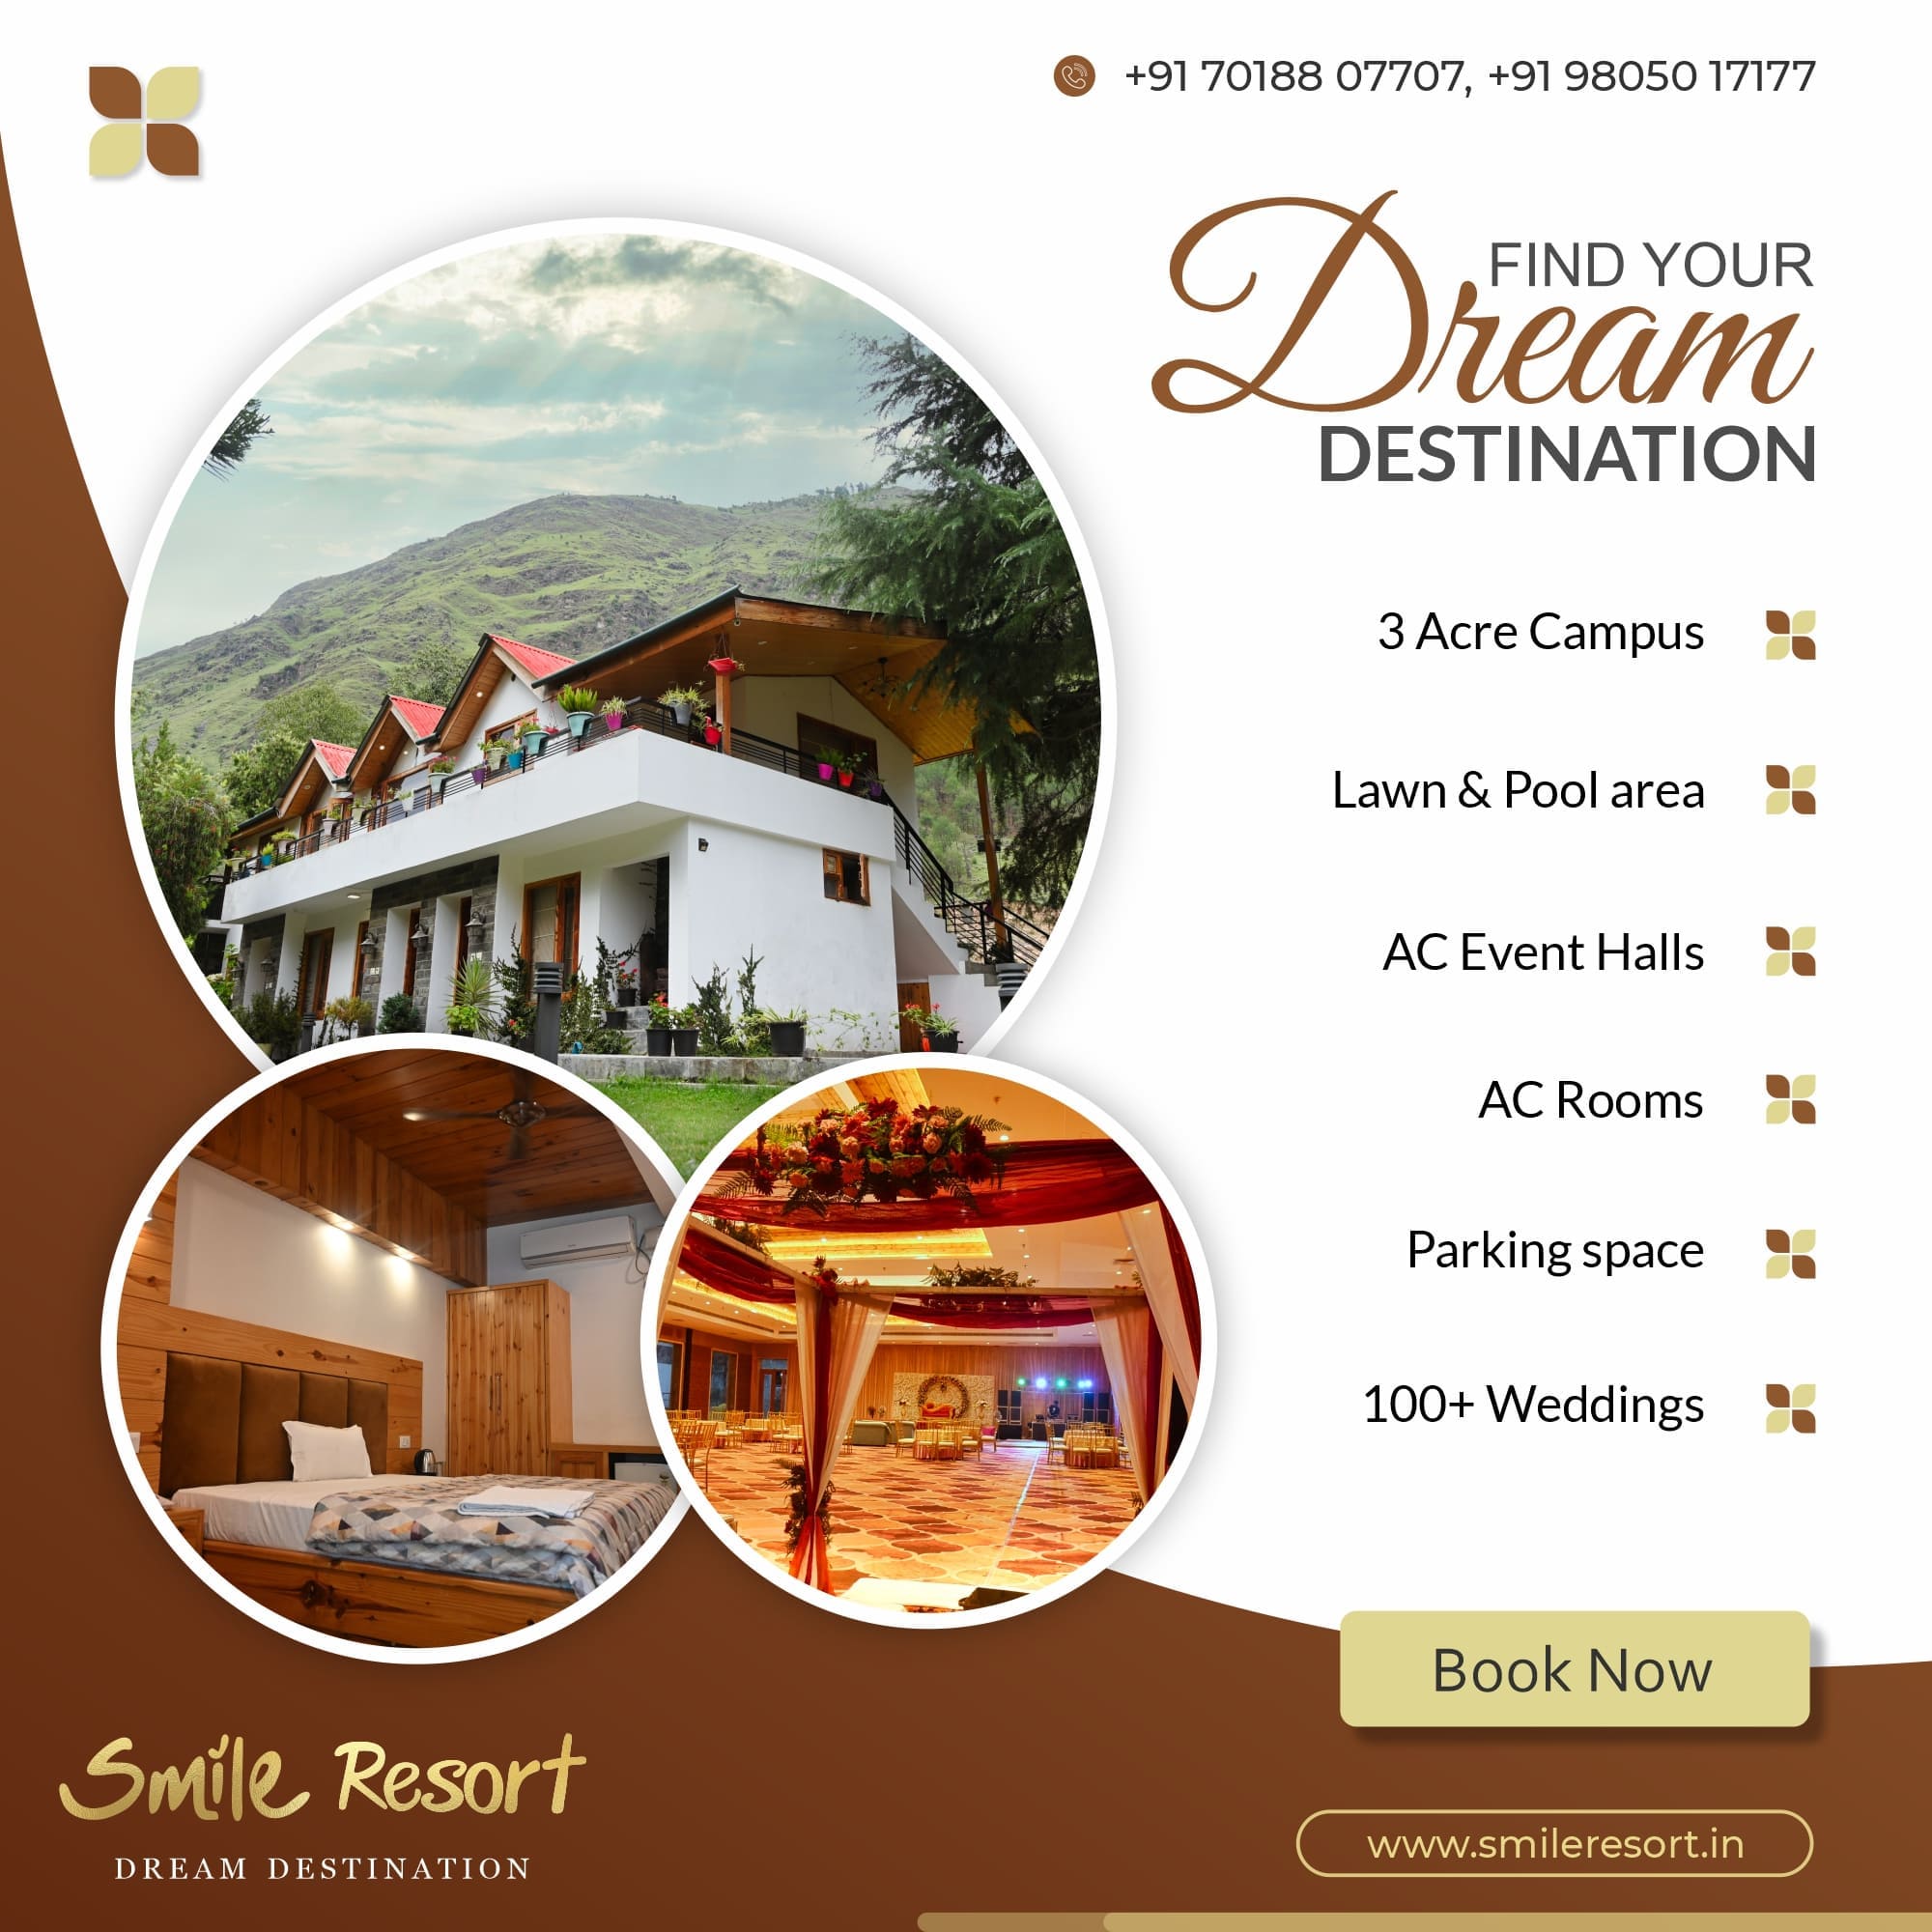 +91 70188 07707, +91 98050 17177
FIND YOUR
Dream
DESTINATION
3 Acre Campus
Lawn & Pool area
AC Event Halls
AC Rooms
Parking space
100+ Weddings
Book Now
Smile Resort
DREAM DESTINATION
www.smileresort.in